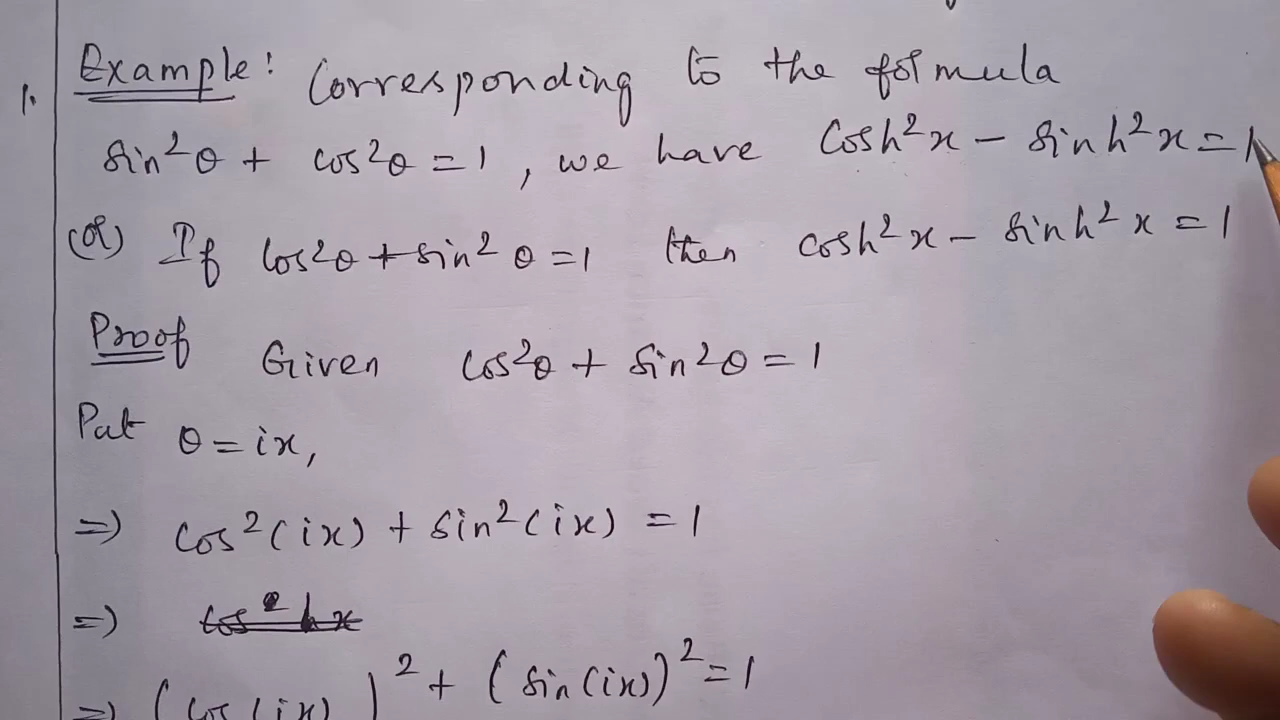 1. Example: Corresponding to the formula
sin²θ + cos²θ = 1, we have Cosh²x - sinh²x = 1
(or) If cos²θ + sin²θ = 1 then cosh²x - sinh²x = 1
Proof Given cos²θ + sin²θ = 1
Put θ = ix,
=) cos²(ix) + sin²(ix) = 1
=) cos²hx
=) (cos(ix))² + (sin(ix))² = 1